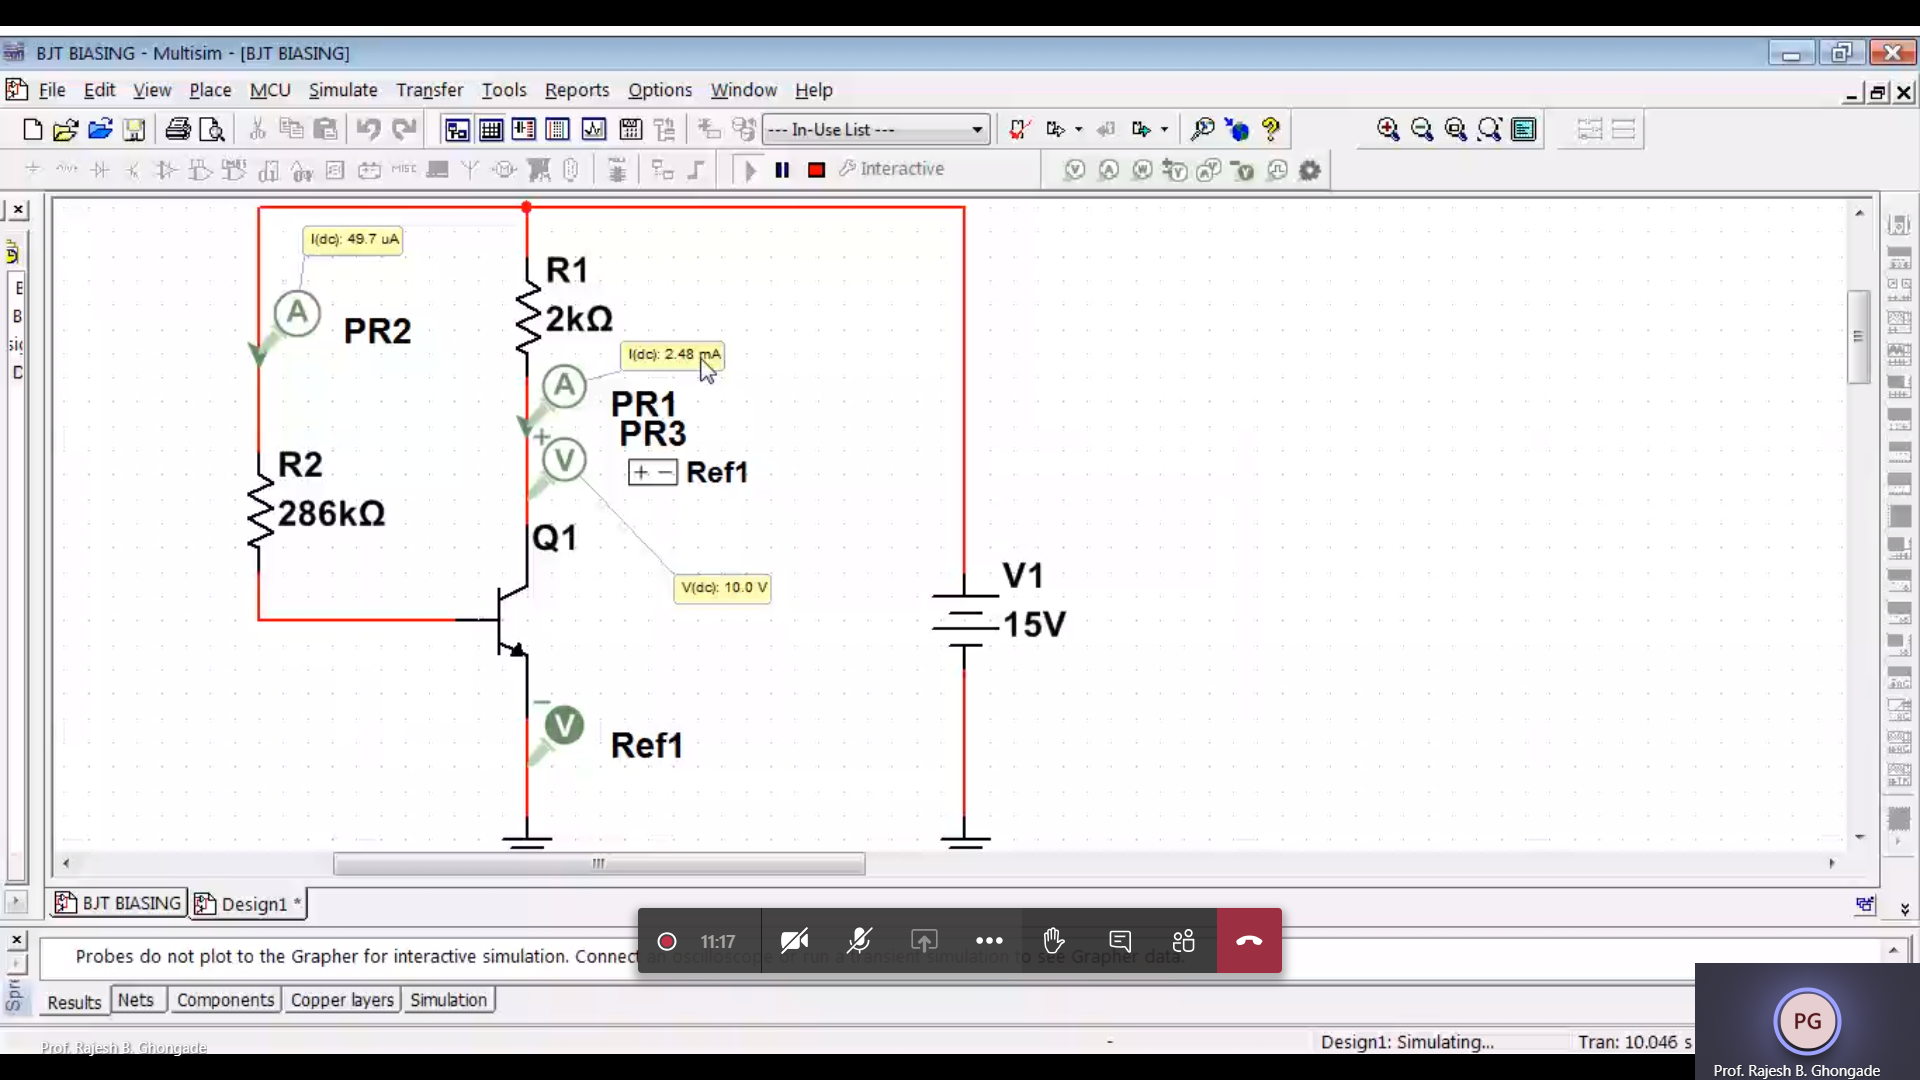 BJT BIASING - Multisim - [BJT BIASING]
File Edit View Place MCU Simulate Transfer Tools Reports Options Window Help
--- In-Use List ---
Interactive
I(dc): 49.7 uA
A
PR2
R1
2kΩ
I(dc): 2.48 mA
A
PR1
PR3
V
+ − Ref1
R2
286kΩ
Q1
V(dc): 10.0 V
V1
15V
V
Ref1
BJT BIASING Design1 *
11:17
Probes do not plot to the Grapher for interactive simulation. Connect an oscilloscope or run a transient simulation to see Grapher data.
Results Nets Components Copper layers Simulation
Design1: Simulating... Tran: 10.046 s
Prof. Rajesh B. Ghongade
PG
Prof. Rajesh B. Ghongade